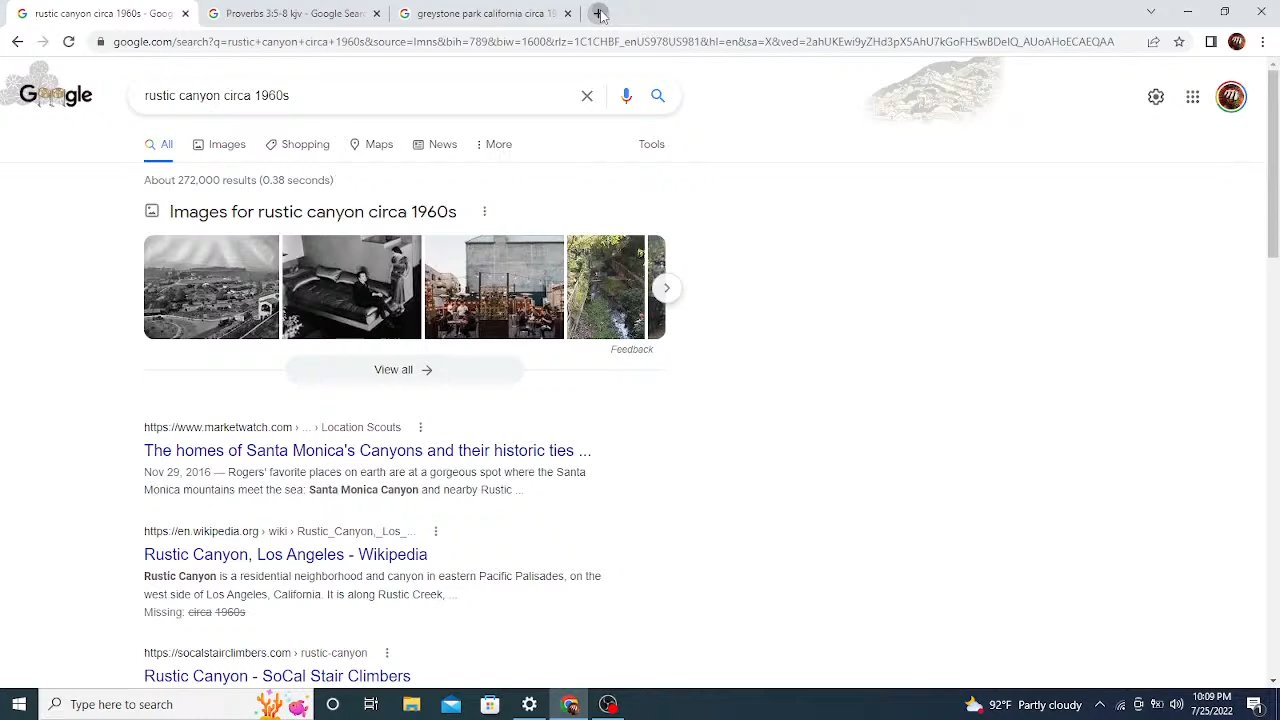 rustic canyon circa 1960s - Goog
Proverbs 3:5-8 kjv - Google Sear
greystone park california circa 19
google.com/search?q=rustic+canyon+circa+1960s&source=lmns&bih=789&biw=1600&rlz=1C1CHBF_enUS978US981&hl=en&sa=X&ved=2ahUKEwi9yZHd3pX5AhU7kGoFHSwBDeIQ_AUoAHoECAEQAA
Google
rustic canyon circa 1960s
All
Images
Shopping
Maps
News
More
Tools
About 272,000 results (0.38 seconds)
Images for rustic canyon circa 1960s
Feedback
View all
https://www.marketwatch.com › ... › Location Scouts
The homes of Santa Monica's Canyons and their historic ties ...
Nov 29, 2016 — Rogers' favorite places on earth are at a gorgeous spot where the Santa
Monica mountains meet the sea: Santa Monica Canyon and nearby Rustic ...
https://en.wikipedia.org › wiki › Rustic_Canyon,_Los_...
Rustic Canyon, Los Angeles - Wikipedia
Rustic Canyon is a residential neighborhood and canyon in eastern Pacific Palisades, on the
west side of Los Angeles, California. It is along Rustic Creek, ...
Missing: circa 1960s
https://socalstairclimbers.com › rustic-canyon
Rustic Canyon - SoCal Stair Climbers
Type here to search
92°F Partly cloudy
10:09 PM
7/25/2022